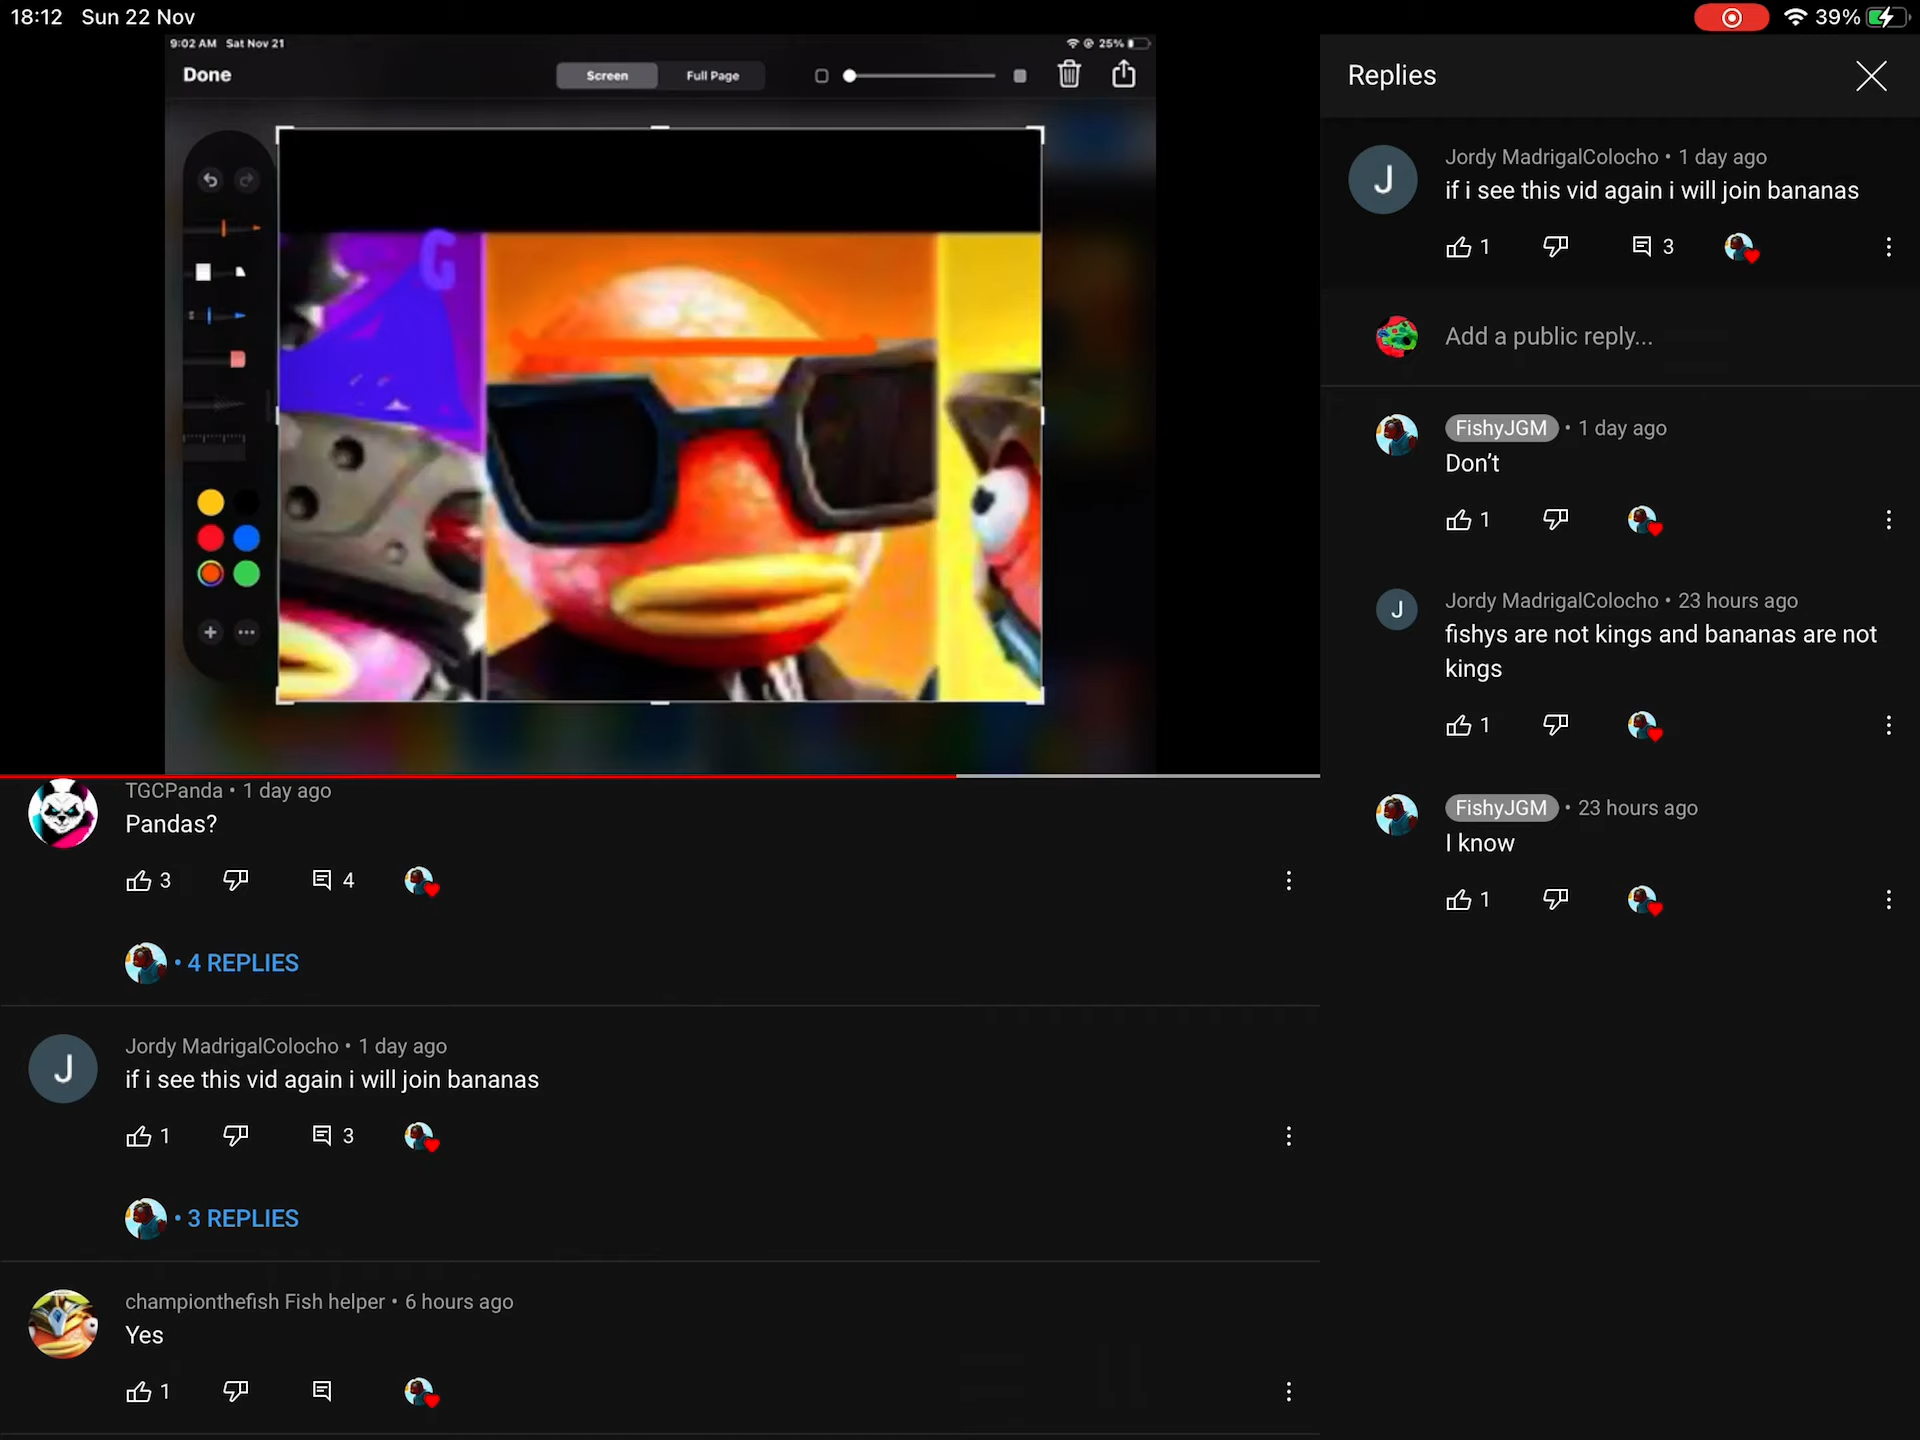 18:12 Sun 22 Nov
39%
9:02 AM Sat Nov 21
25%
Done
Screen
Full Page
G
TGCPanda • 1 day ago
Pandas?
3
4
• 4 REPLIES
J
Jordy MadrigalColocho • 1 day ago
if i see this vid again i will join bananas
1
3
• 3 REPLIES
championthefish Fish helper • 6 hours ago
Yes
1
Replies
J
Jordy MadrigalColocho • 1 day ago
if i see this vid again i will join bananas
1
3
Add a public reply...
FishyJGM • 1 day ago
Don’t
1
J
Jordy MadrigalColocho • 23 hours ago
fishys are not kings and bananas are not
kings
1
FishyJGM • 23 hours ago
I know
1